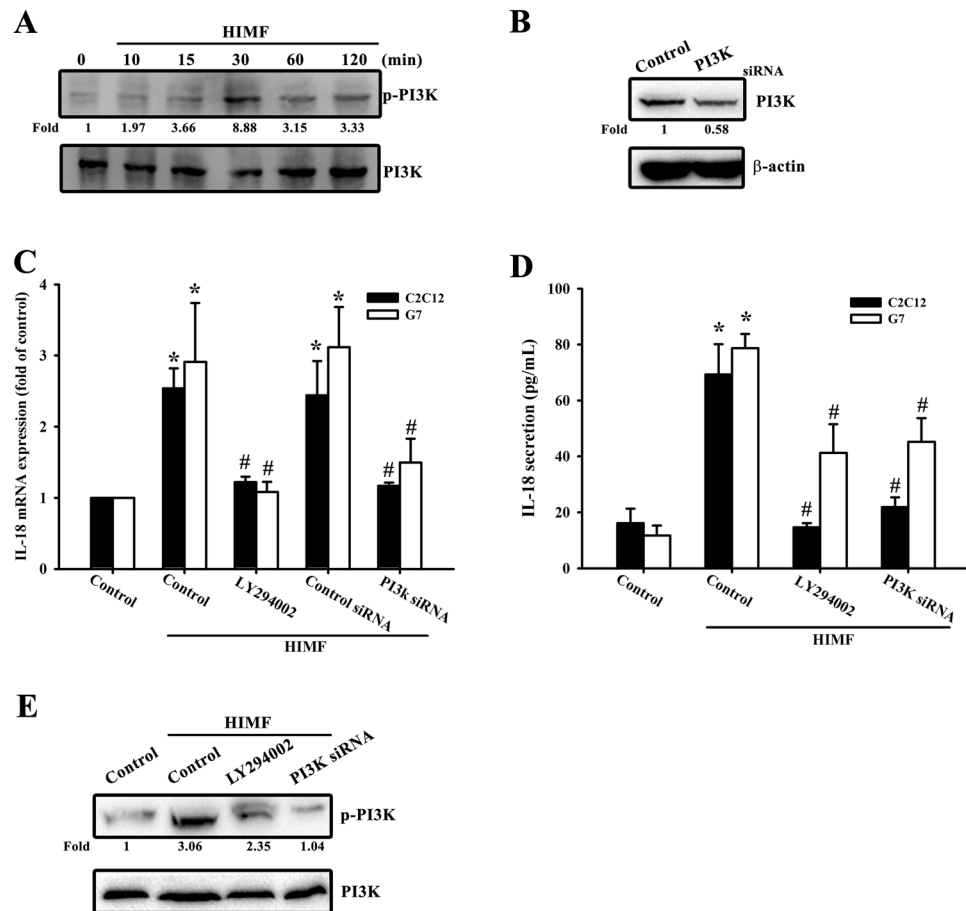 A
HIMF
0 10 15 30 60 120 (min)
p-PI3K
Fold 1 1.97 3.66 8.88 3.15 3.33
PI3K
B
Control PI3K siRNA
PI3K
Fold 1 0.58
β-actin
C
IL-18 mRNA expression (fold of control)
4
3
2
1
0
C2C12
G7
* * * *
# # # #
Control Control LY294002 Control siRNA PI3k siRNA
HIMF
D
IL-18 secretion (pg/mL)
100
80
60
40
20
0
C2C12
G7
* *
# # # #
Control Control LY294002 PI3K siRNA
HIMF
E
HIMF
Control Control LY294002 PI3K siRNA
p-PI3K
Fold 1 3.06 2.35 1.04
PI3K